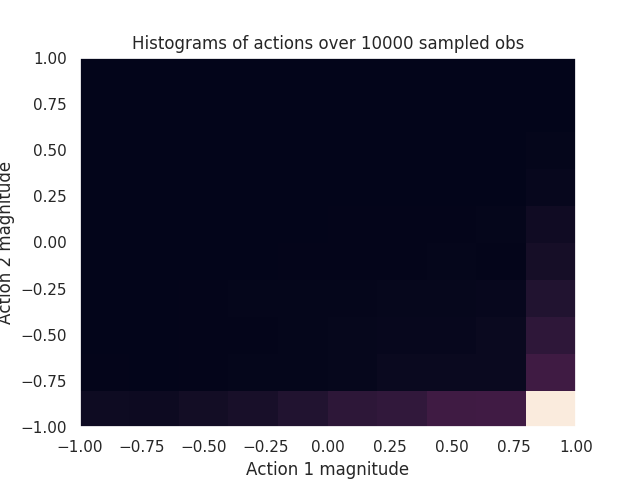 Histograms of actions over 10000 sampled obs
1.00
0.75
0.50
0.25
0.00
−0.25
−0.50
−0.75
−1.00
Action 2 magnitude
−1.00 −0.75 −0.50 −0.25 0.00 0.25 0.50 0.75 1.00
Action 1 magnitude